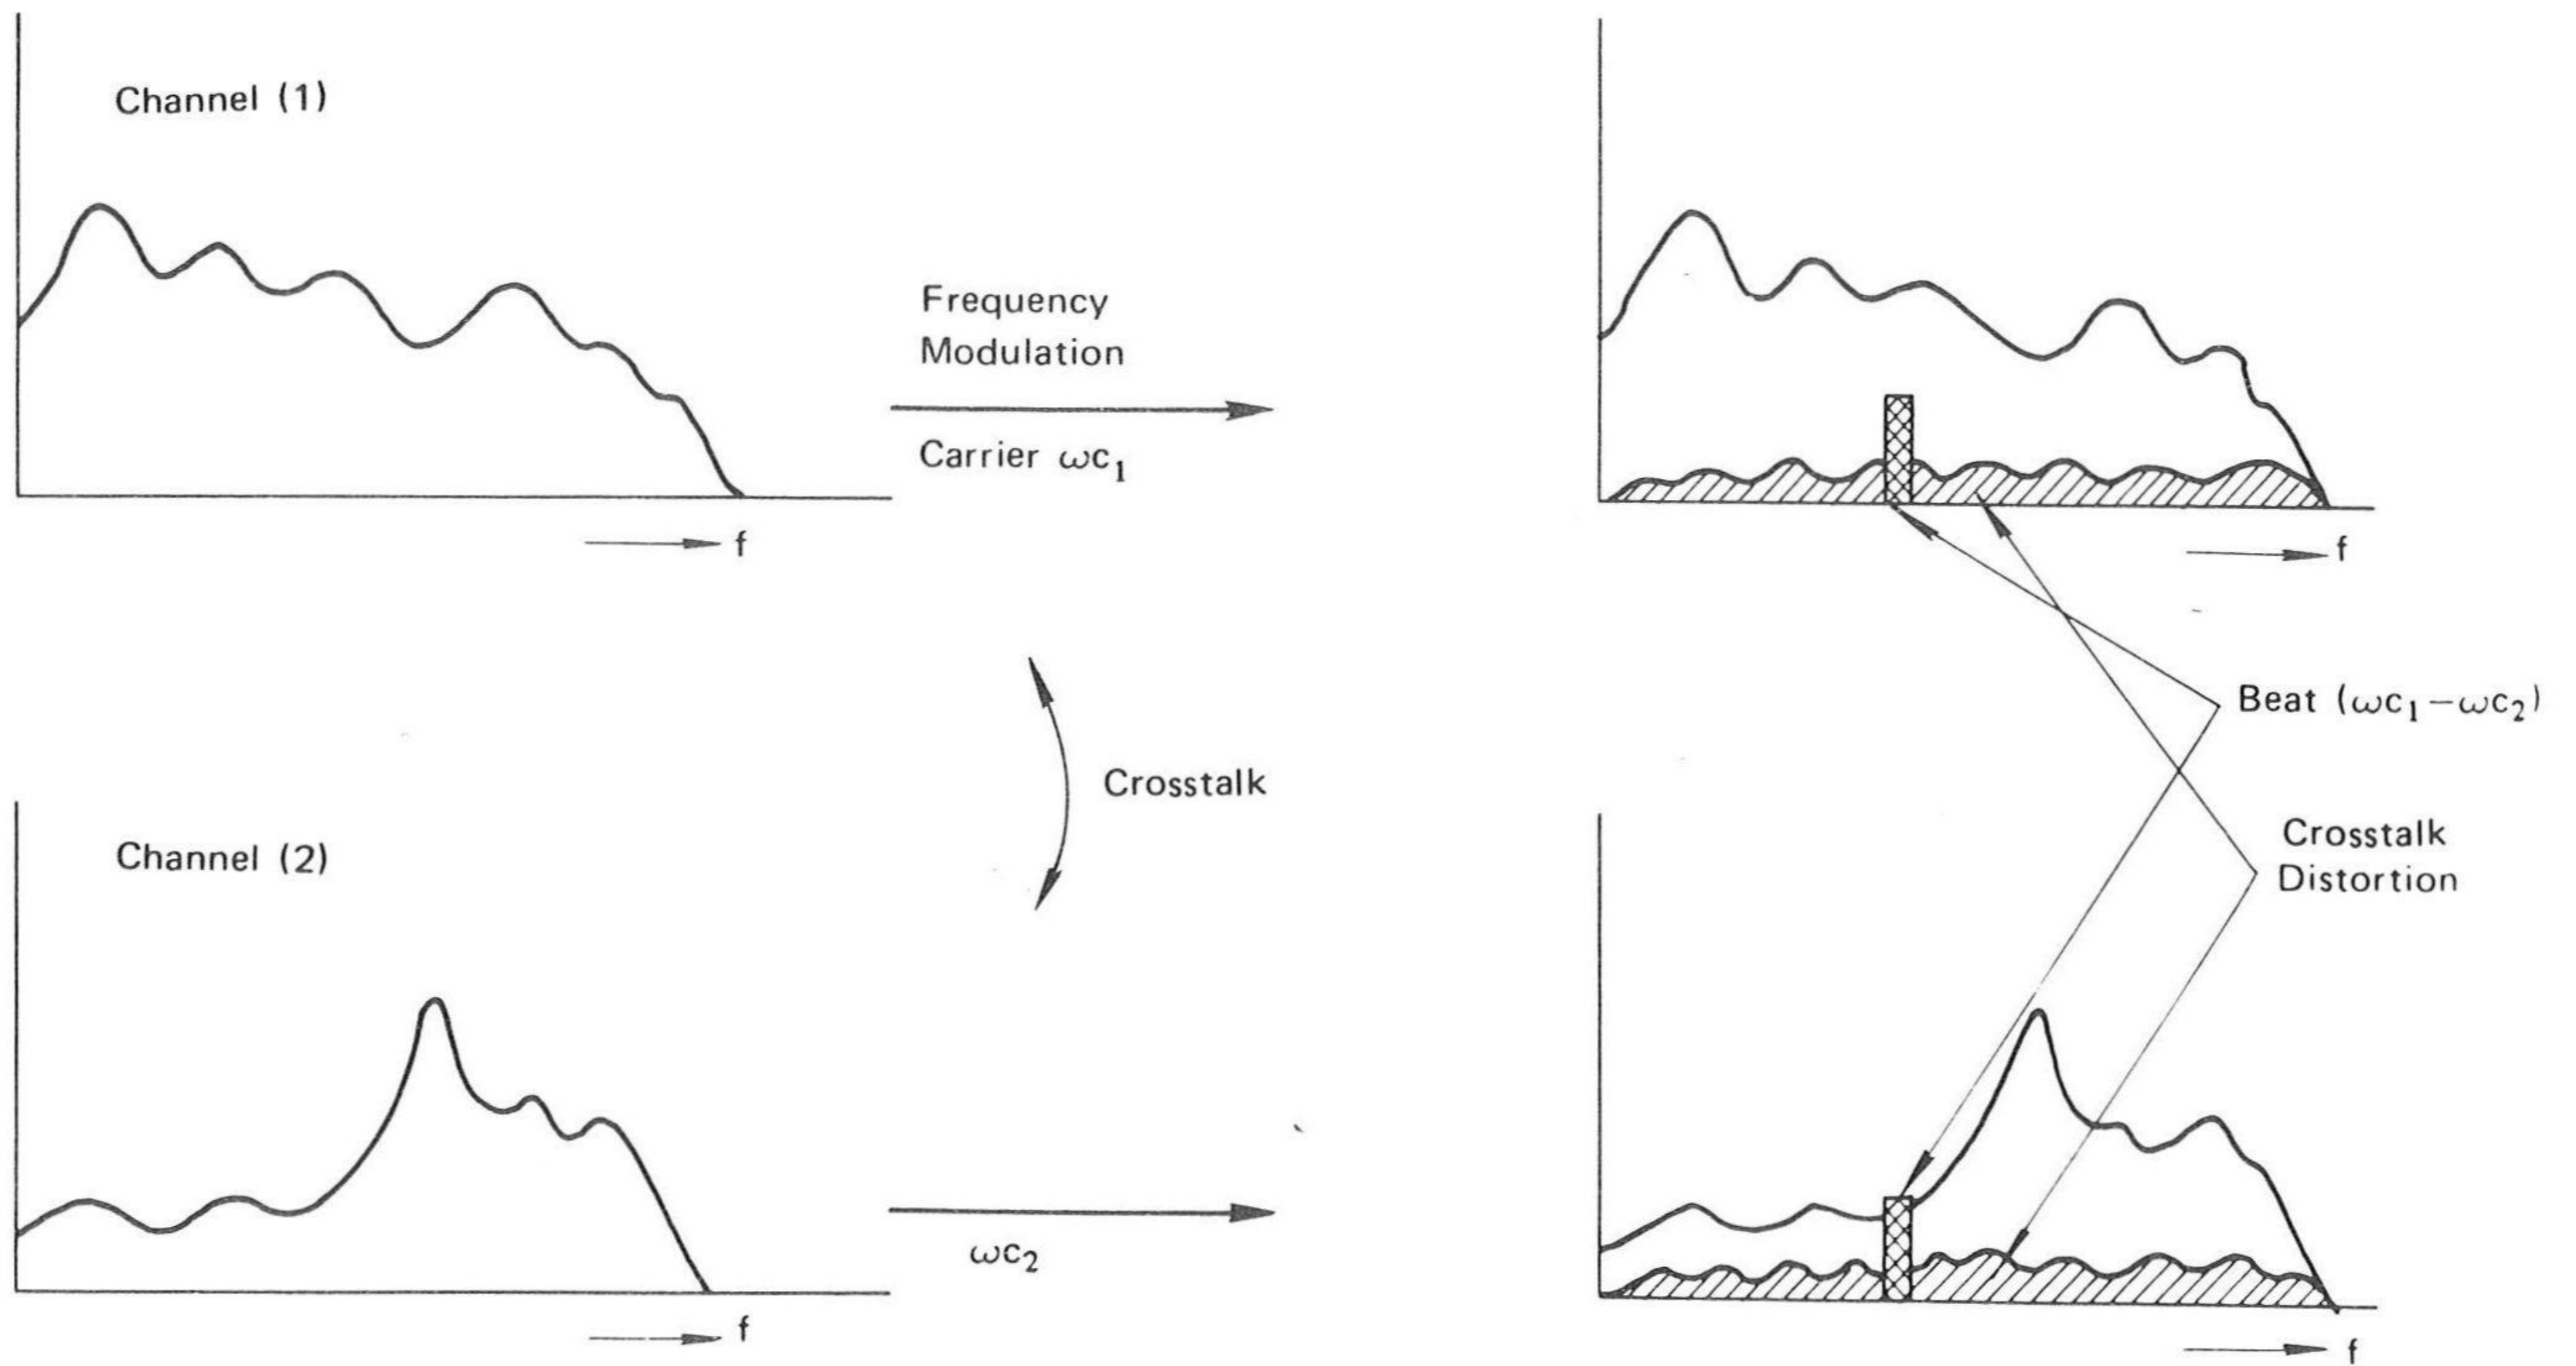 Channel (1)
Frequency
Modulation
Carrier ωc₁
f
f
Crosstalk
Beat (ωc₁−ωc₂)
Crosstalk
Distortion
Channel (2)
ωc₂
f
f